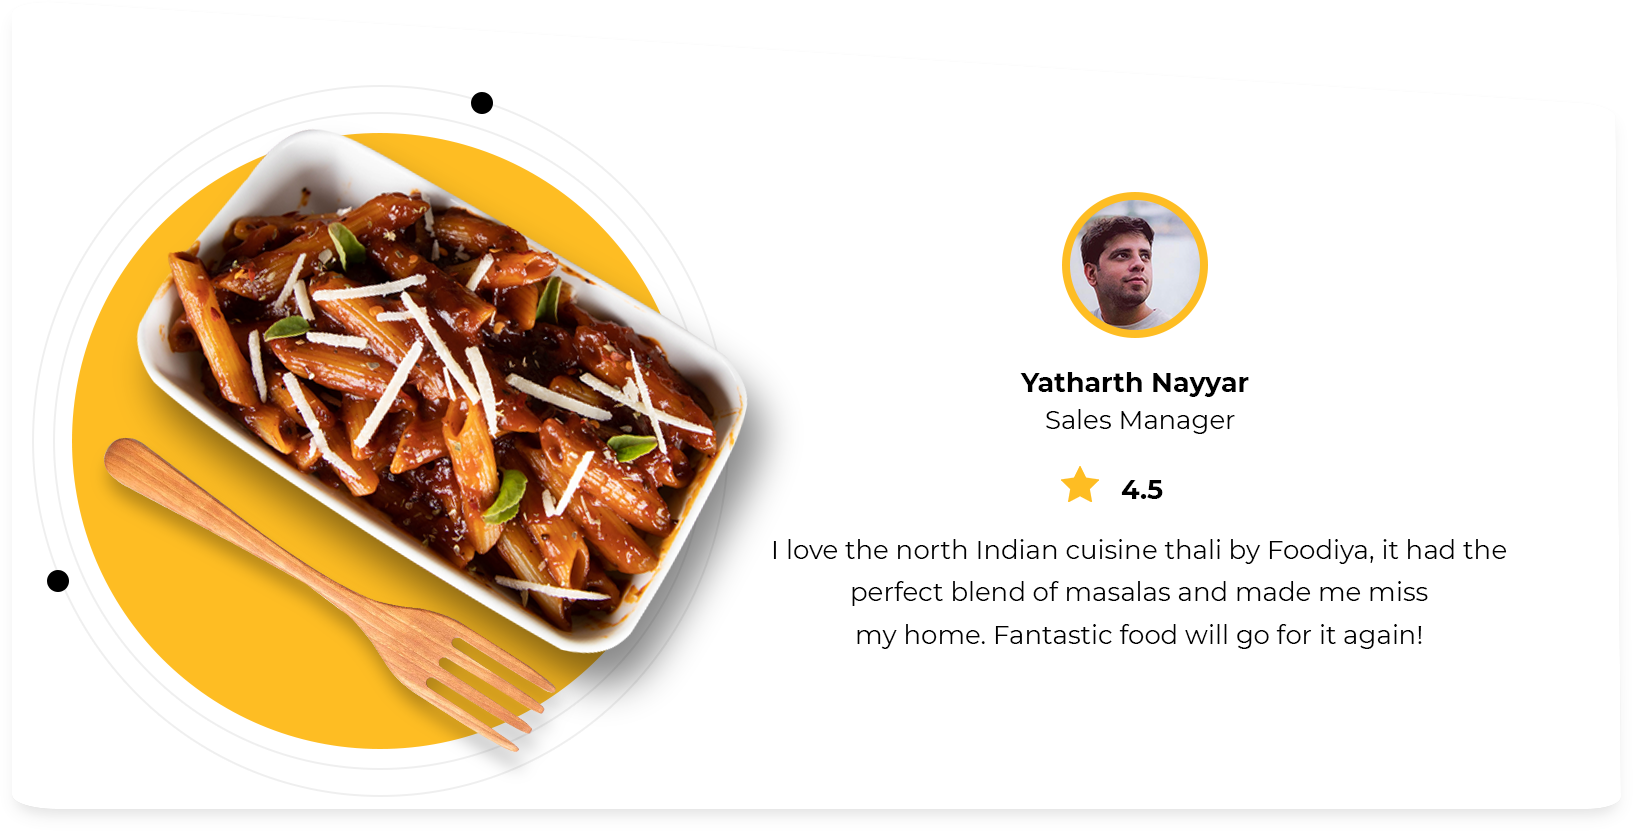 Yatharth Nayyar
Sales Manager
4.5
I love the north Indian cuisine thali by Foodiya, it had the
perfect blend of masalas and made me miss
my home. Fantastic food will go for it again!